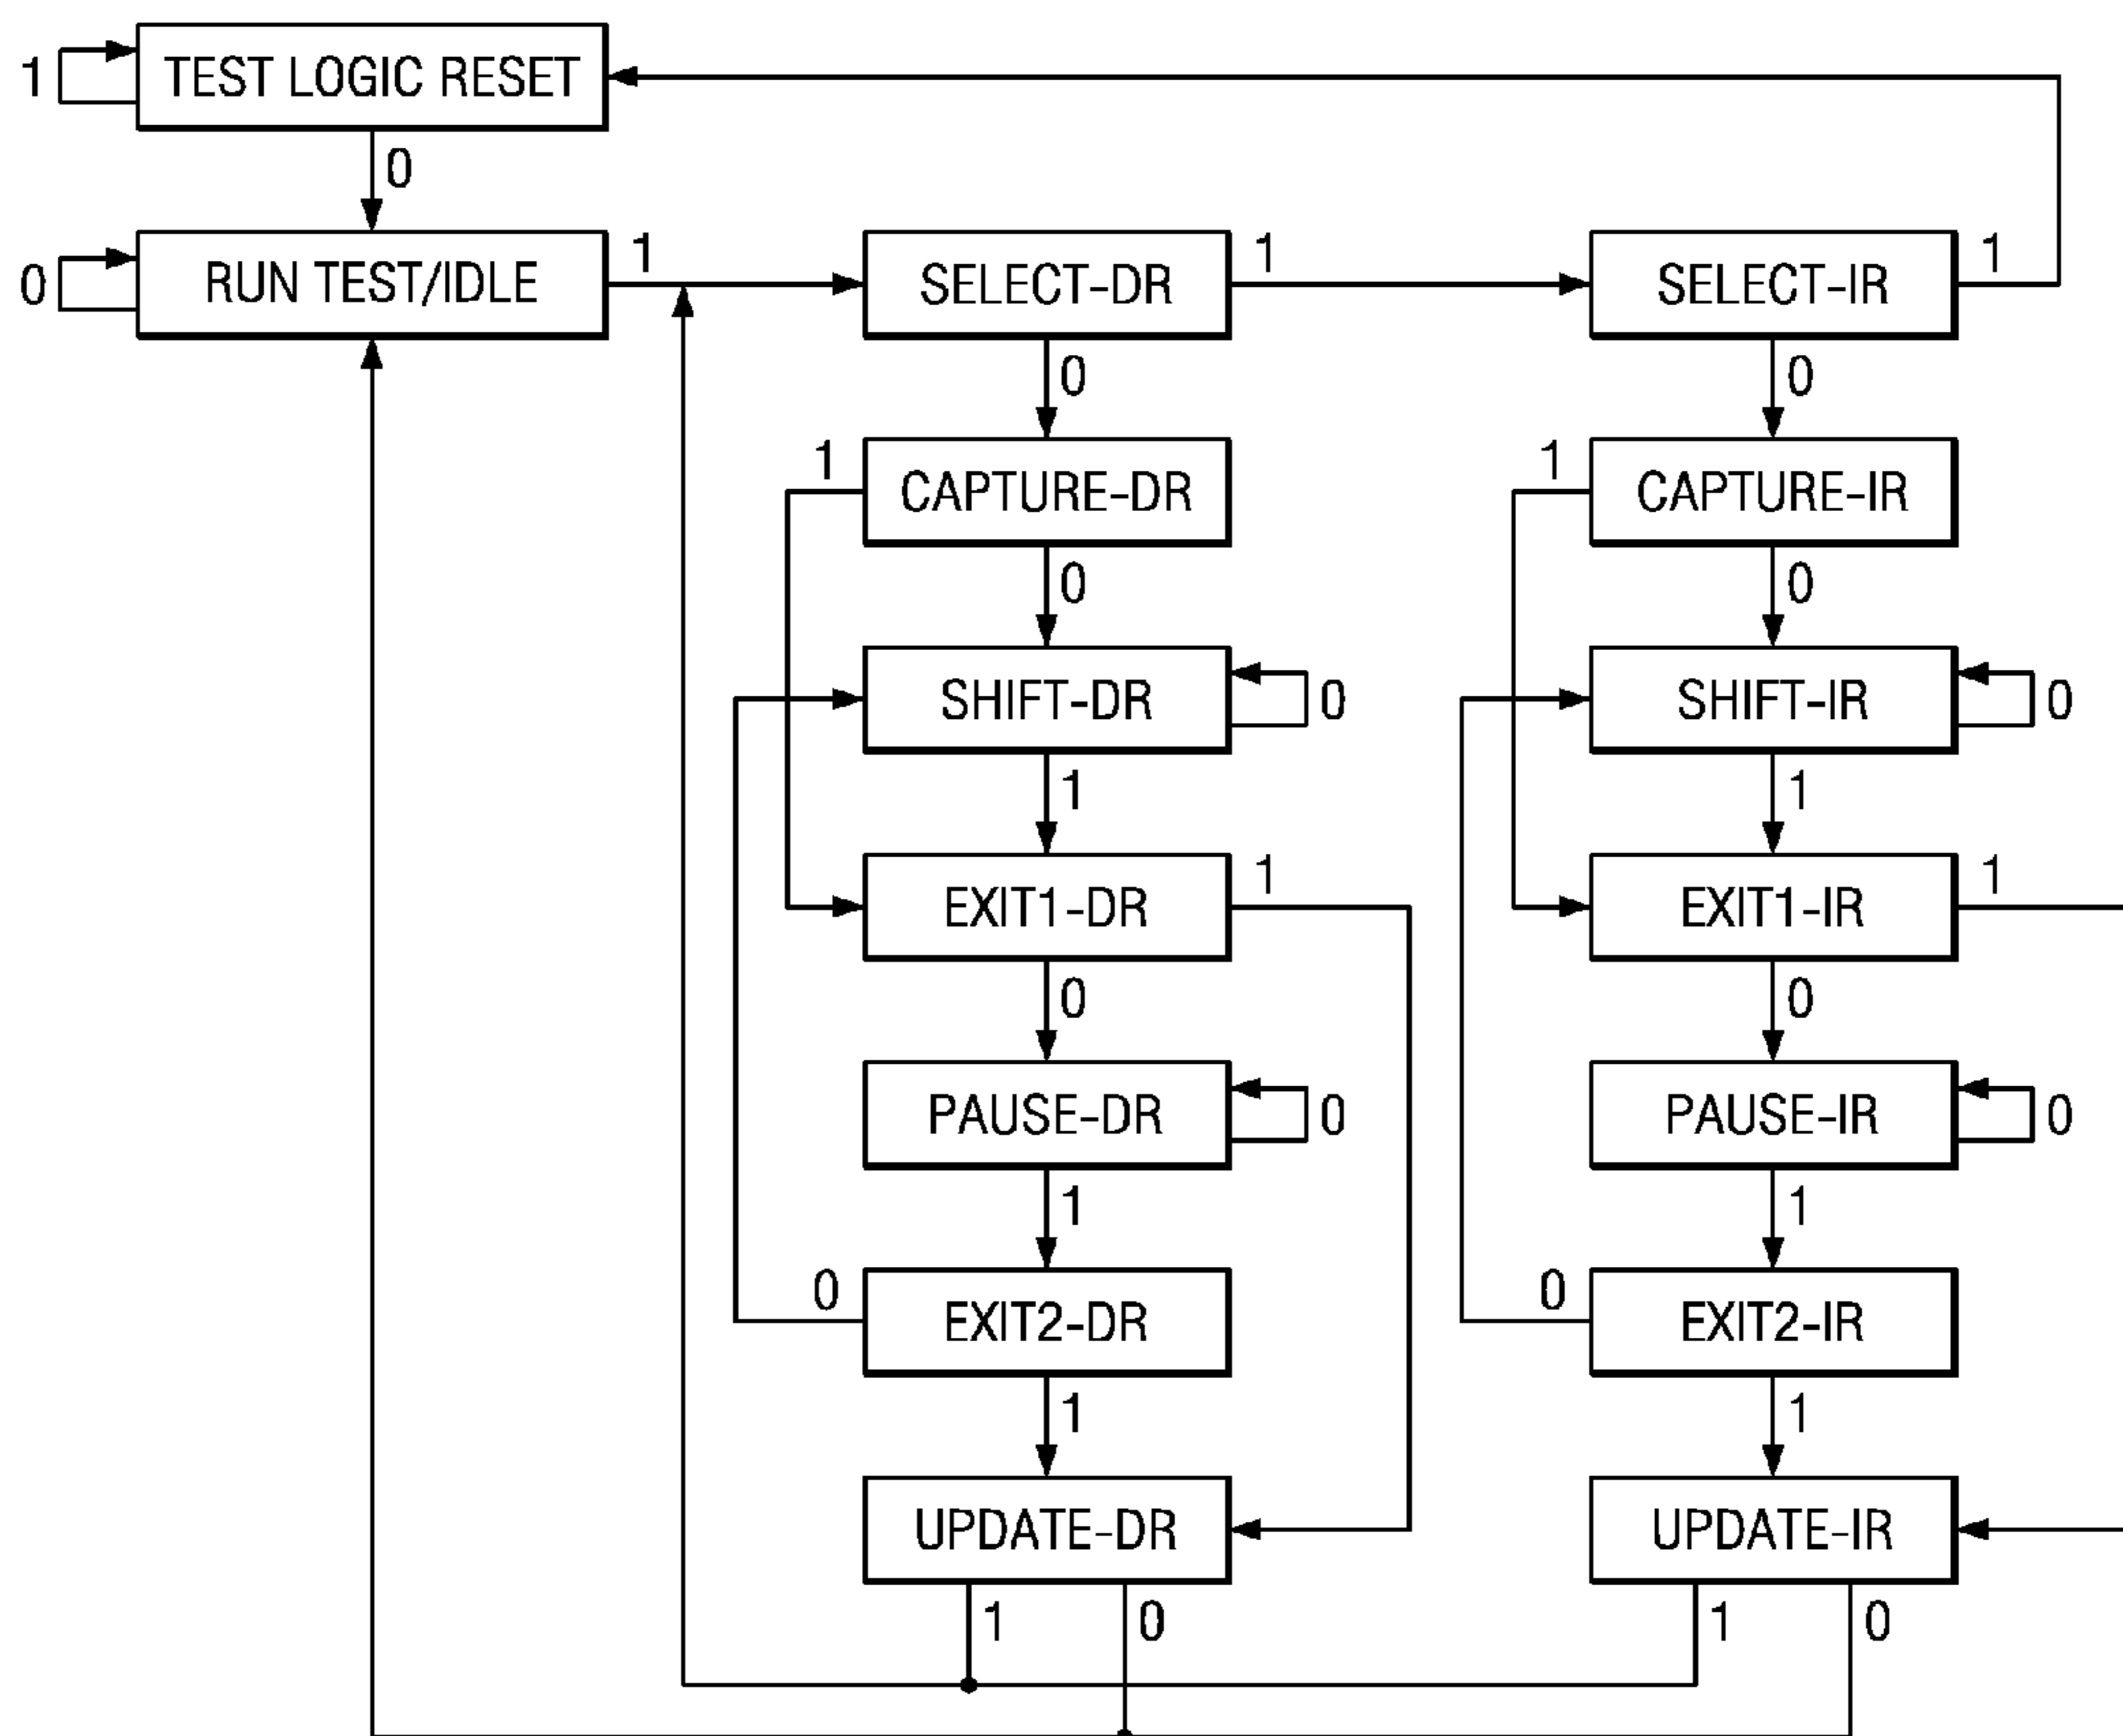 1
TEST LOGIC RESET
0
0
RUN TEST/IDLE
1
SELECT-DR
1
SELECT-IR
1
0
0
1
CAPTURE-DR
1
CAPTURE-IR
0
0
SHIFT-DR
0
SHIFT-IR
0
1
1
EXIT1-DR
1
EXIT1-IR
1
0
0
PAUSE-DR
0
PAUSE-IR
0
1
1
0
EXIT2-DR
0
EXIT2-IR
1
1
UPDATE-DR
UPDATE-IR
1
0
1
0